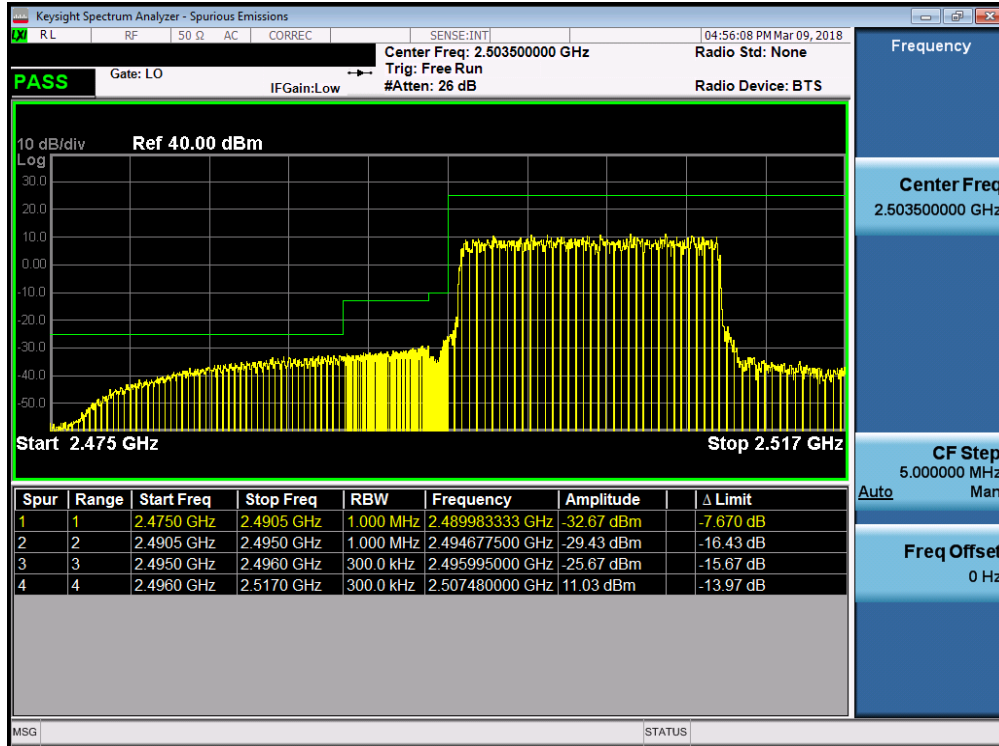 Keysight Spectrum Analyzer - Spurious Emissions
LXI RL RF 50 Ω AC CORREC SENSE:INT 04:56:08 PM Mar 09, 2018
Center Freq: 2.503500000 GHz Radio Std: None
Gate: LO Trig: Free Run
PASS IFGain:Low #Atten: 26 dB Radio Device: BTS
10 dB/div Ref 40.00 dBm
Log
30.0
20.0
10.0
0.00
-10.0
-20.0
-30.0
-40.0
-50.0
Start 2.475 GHz Stop 2.517 GHz
Spur Range Start Freq Stop Freq RBW Frequency Amplitude Δ Limit
1 1 2.4750 GHz 2.4905 GHz 1.000 MHz 2.489983333 GHz -32.67 dBm -7.670 dB
2 2 2.4905 GHz 2.4950 GHz 1.000 MHz 2.494677500 GHz -29.43 dBm -16.43 dB
3 3 2.4950 GHz 2.4960 GHz 300.0 kHz 2.495995000 GHz -25.67 dBm -15.67 dB
4 4 2.4960 GHz 2.5170 GHz 300.0 kHz 2.507480000 GHz 11.03 dBm -13.97 dB
MSG STATUS
Frequency
Center Freq
2.503500000 GHz
CF Step
5.000000 MHz
Auto Man
Freq Offset
0 Hz